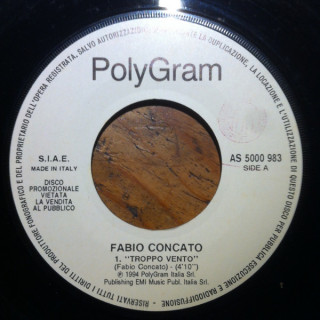 PolyGram
S.I.A.E.
MADE IN ITALY
DISCO
PROMOZIONALE
VIETATA
LA VENDITA
AL PUBBLICO
AS 5000 983
SIDE A
FABIO CONCATO
1. "TROPPO VENTO"
(Fabio Concato) - (4'10")
℗ 1994 PolyGram Italia Srl.
Publishing EMI Music Publ. Italia Srl.
RISERVATI TUTTI I DIRITTI DEL PRODUTTORE FONOGRAFICO E DEL PROPRIETARIO DELL'OPERA REGISTRATA, SALVO AUTORIZZAZIONE LA DUPLICAZIONE, LA LOCAZIONE E L'UTILIZZAZIONE DI QUESTO DISCO PER PUBBLICA ESECUZIONE E RADIODIFFUSIONE